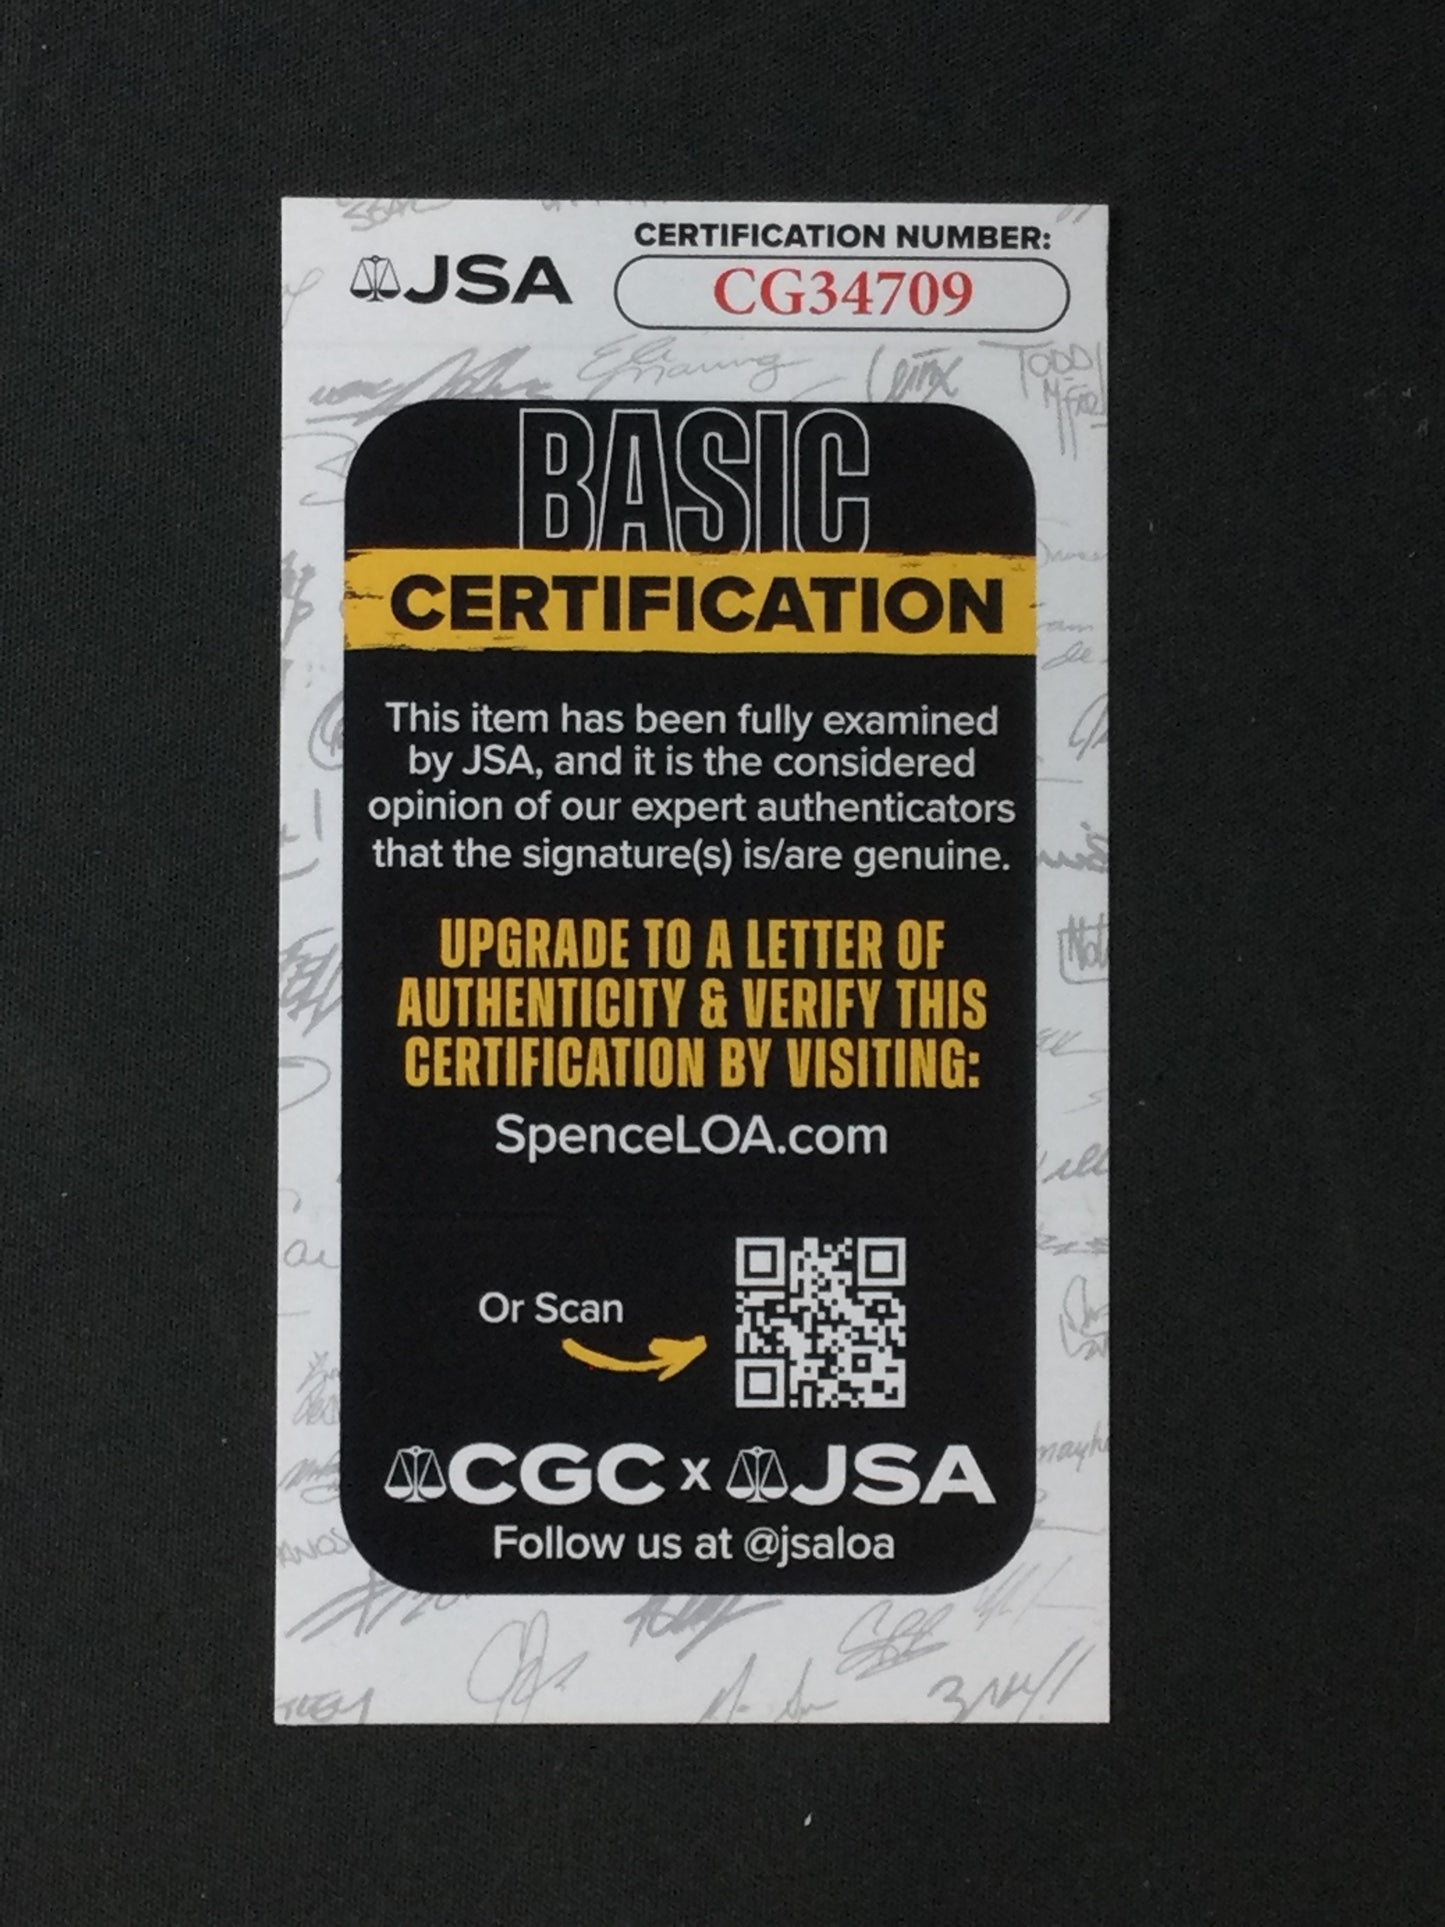 JSA
CERTIFICATION NUMBER:
CG34709
BASIC
CERTIFICATION
This item has been fully examined
by JSA, and it is the considered
opinion of our expert authenticators
that the signature(s) is/are genuine.
UPGRADE TO A LETTER OF
AUTHENTICITY & VERIFY THIS
CERTIFICATION BY VISITING:
SpenceLOA.com
Or Scan
CGC x JSA
Follow us at @jsaloa